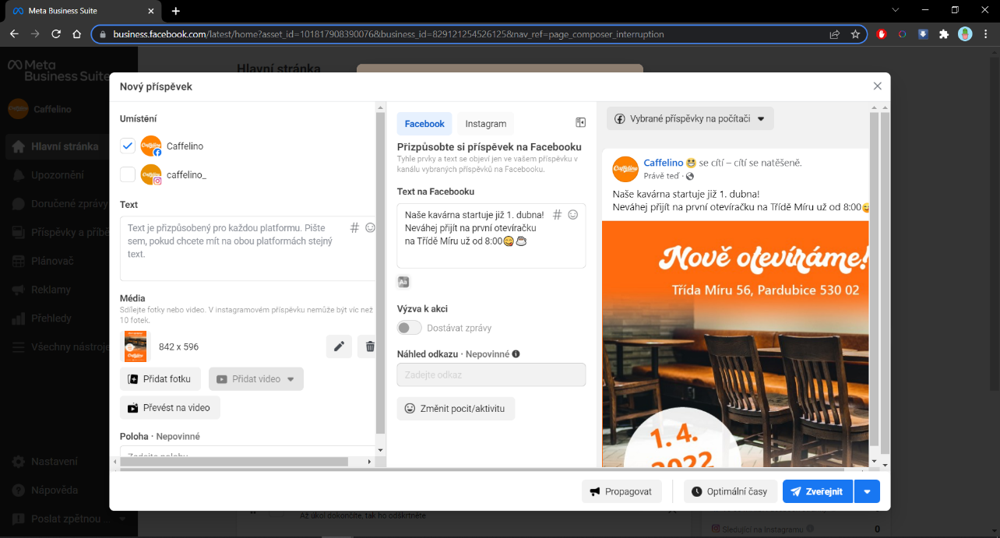 Meta Business Suite
business.facebook.com/latest/home?asset_id=101817908390076&business_id=829121254526125&nav_ref=page_composer_interruption
Meta
Business Suite
Caffelino
Hlavní stránka
Upozornění
Doručené zprávy
Příspěvky a příbě
Plánovač
Reklamy
Přehledy
Všechny nástroje
Nastavení
Nápověda
Poslat zpětnou ...
Hlavní stránka
Nový příspěvek
Umístění
Caffelino
caffelino_
Text
Text je přizpůsobený pro každou platformu. Pište
sem, pokud chcete mít na obou platformách stejný
text.
Média
Sdílejte fotky nebo video. V instagramovém příspěvku nemůže být víc než
10 fotek.
842 x 596
Přidat fotku
Přidat video
Převést na video
Poloha · Nepovinné
Zadejte polohu
Facebook
Instagram
Přizpůsobte si příspěvek na Facebooku
Tyhle prvky a text se objeví jen ve vašem příspěvku v
kanálu vybraných příspěvků na Facebooku.
Text na Facebooku
Naše kavárna startuje již 1. dubna!
Neváhej přijít na první otevíračku
na Třídě Míru už od 8:00😋 ☕
Výzva k akci
Dostávat zprávy
Náhled odkazu · Nepovinné
Zadejte odkaz
Změnit pocit/aktivitu
Vybrané příspěvky na počítači
Caffelino 😆 se cítí – cítí se natěšeně.
Právě teď ·
Naše kavárna startuje již 1. dubna!
Neváhej přijít na první otevíračku na Třídě Míru už od 8:00😋
Nově otevíráme!
Třída Míru 56, Pardubice 530 02
1. 4.
2022
Propagovat
Optimální časy
Zveřejnit
Až úkol dokončíte, tak ho odškrtněte
Sledující na Instagramu
0